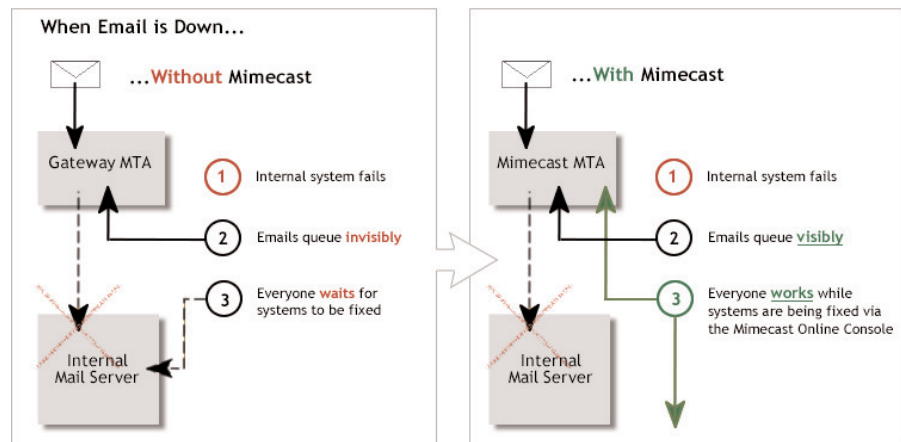 When Email is Down...
...Without Mimecast
Gateway MTA
1
Internal system fails
2
Emails queue invisibly
3
Everyone waits for
systems to be fixed
Internal
Mail Server
...With Mimecast
Mimecast MTA
1
Internal system fails
2
Emails queue visibly
3
Everyone works while
systems are being fixed via
the Mimecast Online Console
Internal
Mail Server